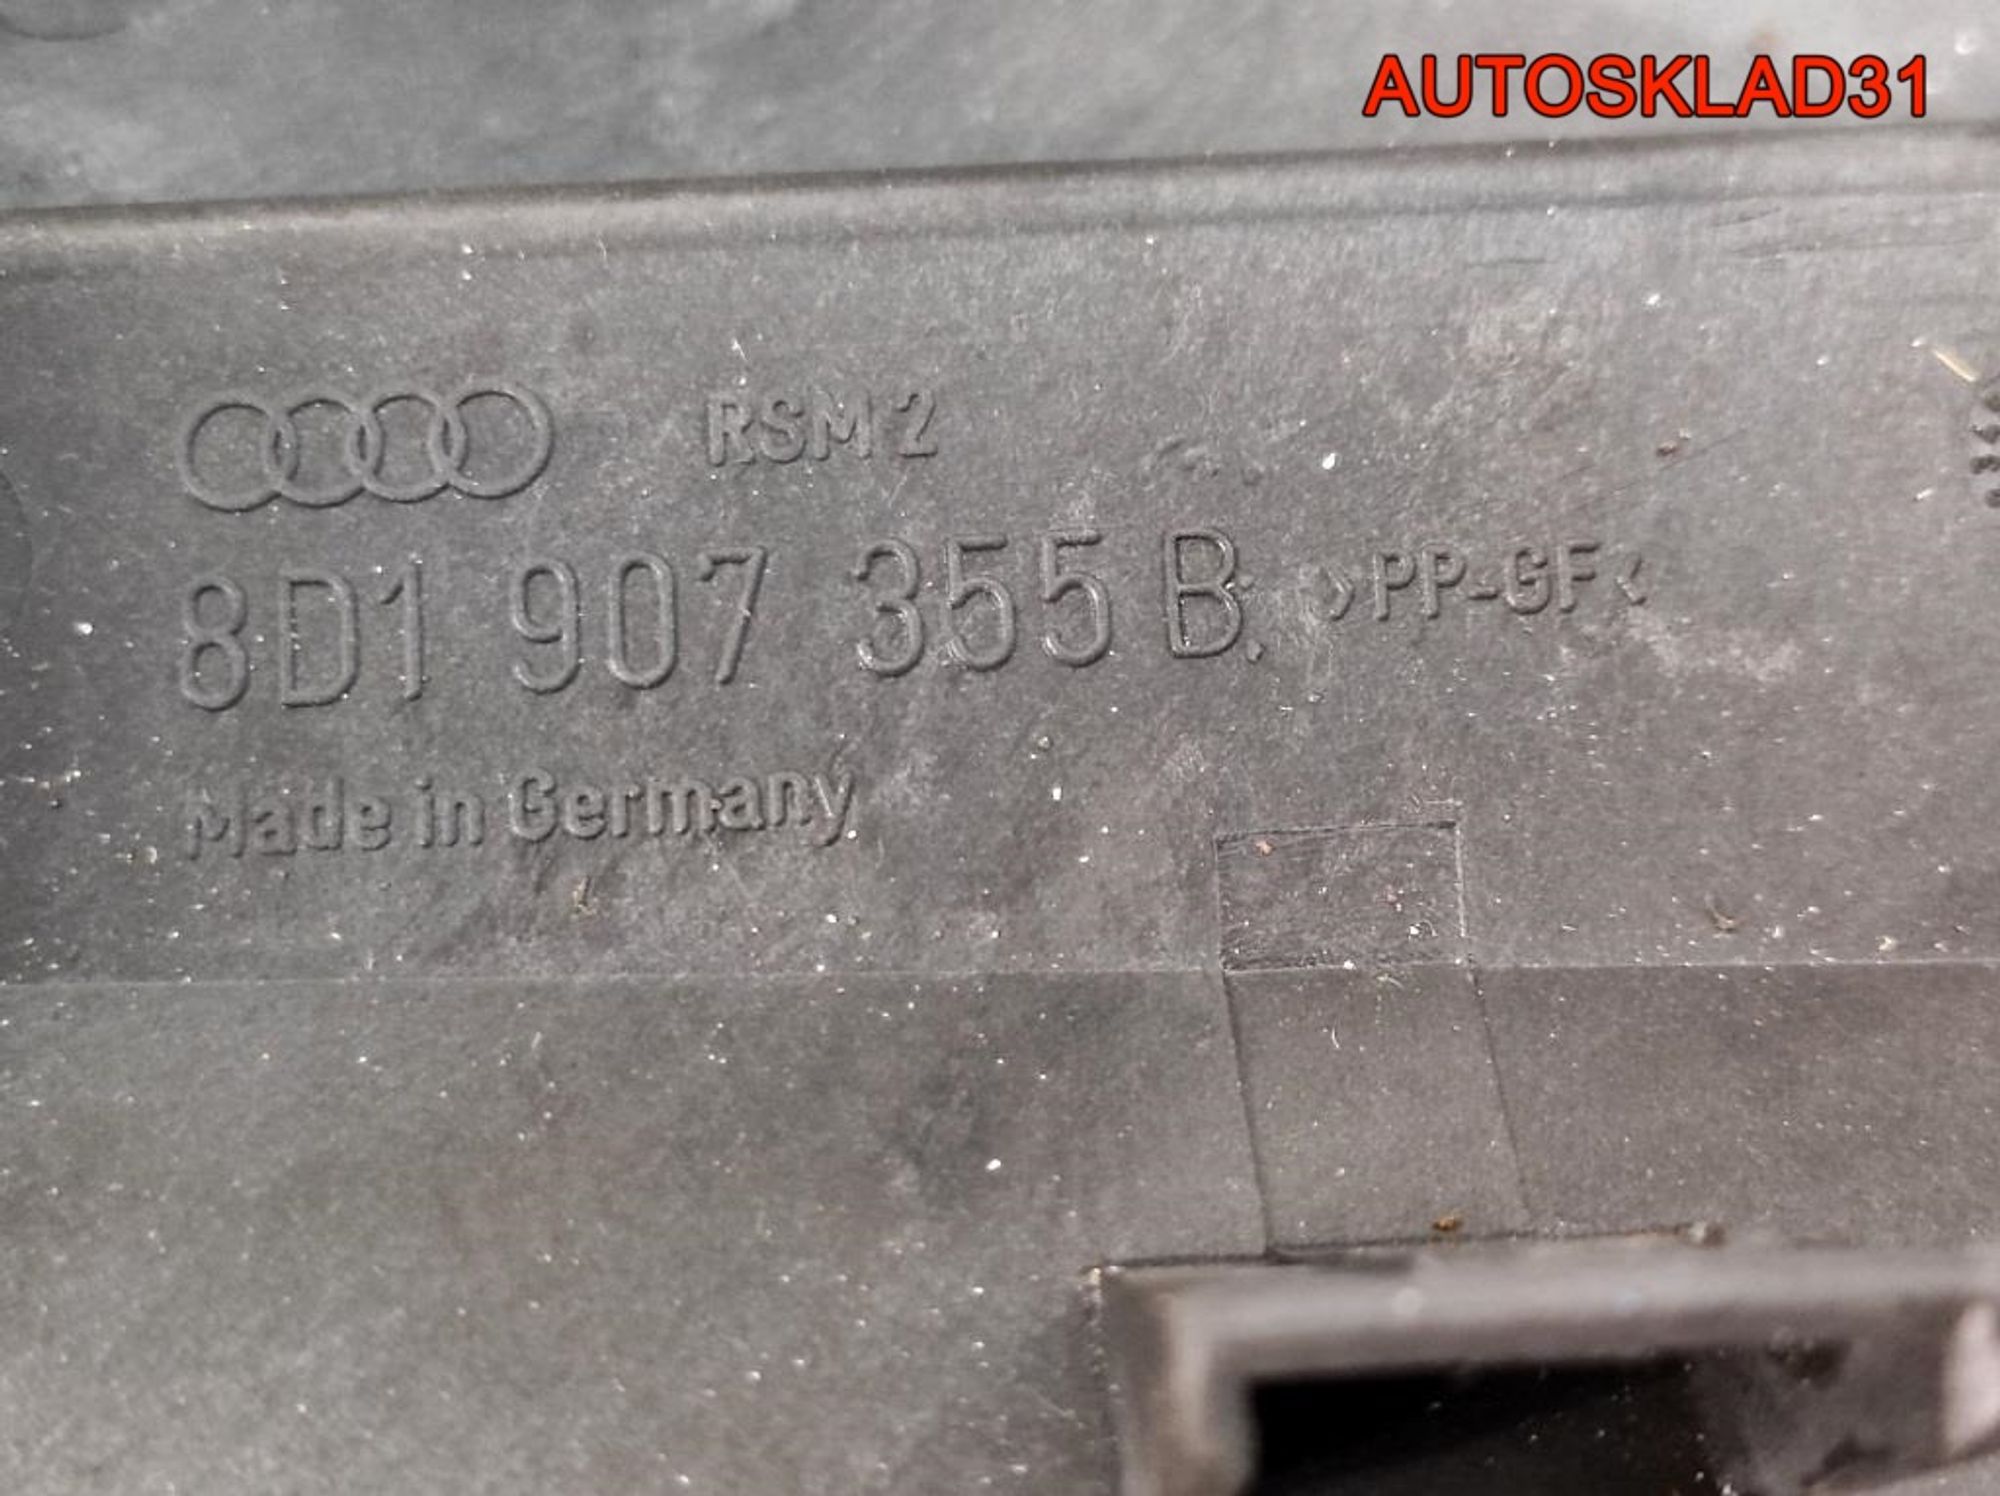 AUTOSKLAD31
RSM 2
8D1 907 355 B. >PP-GF<
Made in Germany